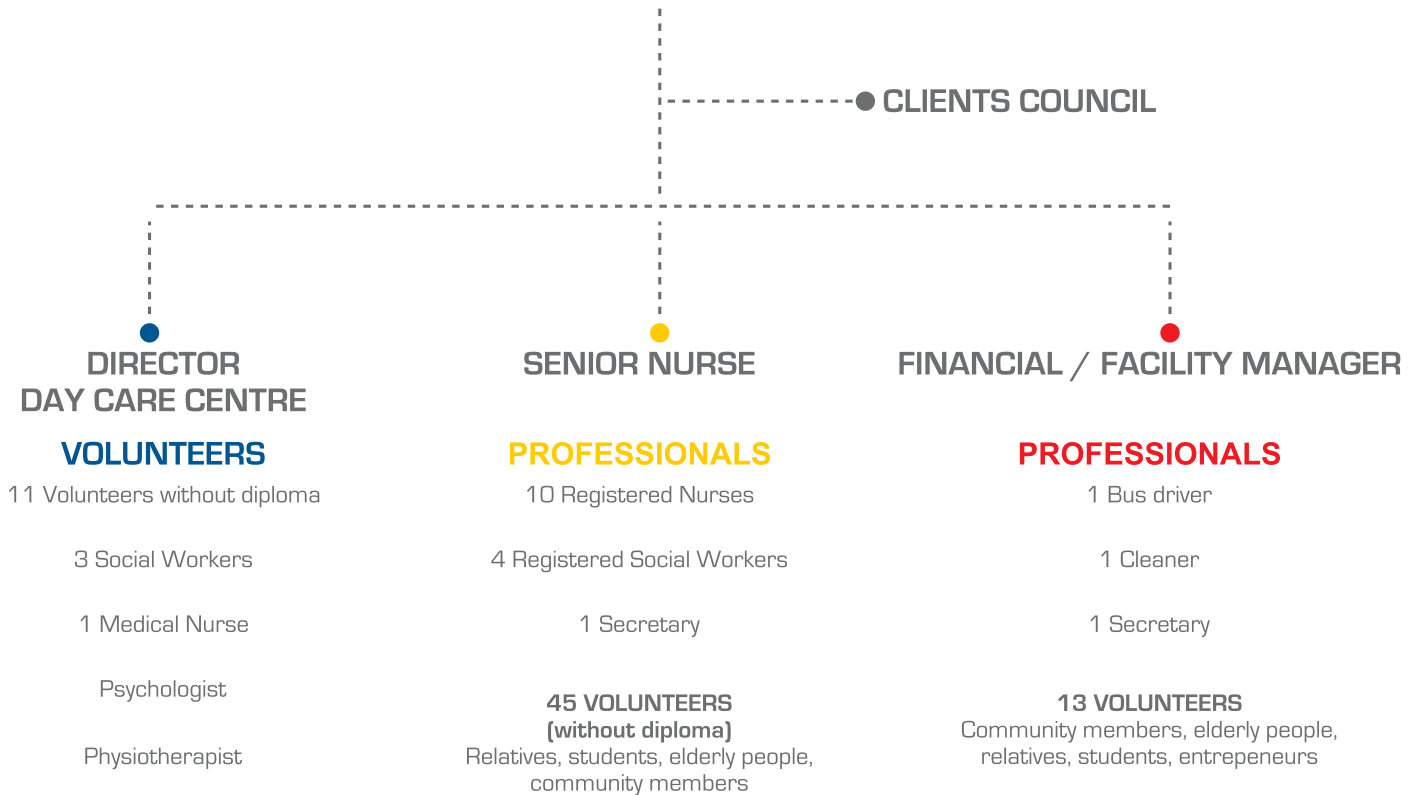 CLIENTS COUNCIL
DIRECTOR
DAY CARE CENTRE
VOLUNTEERS
11 Volunteers without diploma
3 Social Workers
1 Medical Nurse
Psychologist
Physiotherapist
SENIOR NURSE
PROFESSIONALS
10 Registered Nurses
4 Registered Social Workers
1 Secretary
45 VOLUNTEERS
(without diploma)
Relatives, students, elderly people,
community members
FINANCIAL / FACILITY MANAGER
PROFESSIONALS
1 Bus driver
1 Cleaner
1 Secretary
13 VOLUNTEERS
Community members, elderly people,
relatives, students, entrepeneurs